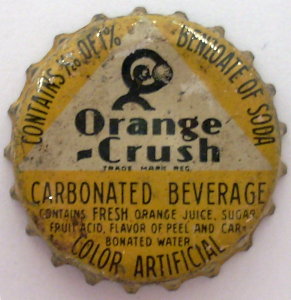 CONTAINS 1/20 OF 1% BENZOATE OF SODA
Orange
-Crush
TRADE MARK REG.
CARBONATED BEVERAGE
CONTAINS FRESH ORANGE JUICE, SUGAR,
FRUIT ACID, FLAVOR OF PEEL AND CAR-
BONATED WATER
COLOR ARTIFICIAL